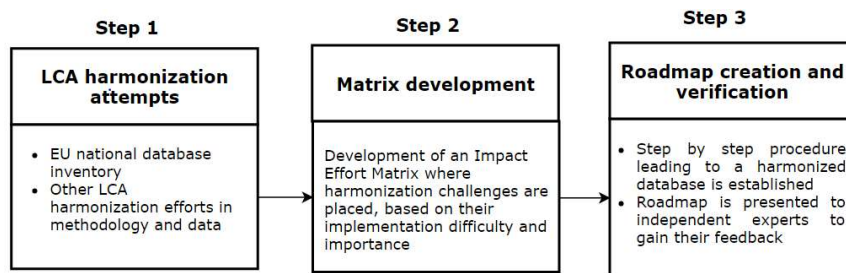 Step 1
LCA harmonization
attempts
• EU national database
inventory
• Other LCA
harmonization efforts in
methodology and data
Step 2
Matrix development
Development of an Impact
Effort Matrix where
harmonization challenges are
placed, based on their
implementation difficulty and
importance
Step 3
Roadmap creation and
verification
• Step by step procedure
leading to a harmonized
database is established
• Roadmap is presented to
independent experts to
gain their feedback